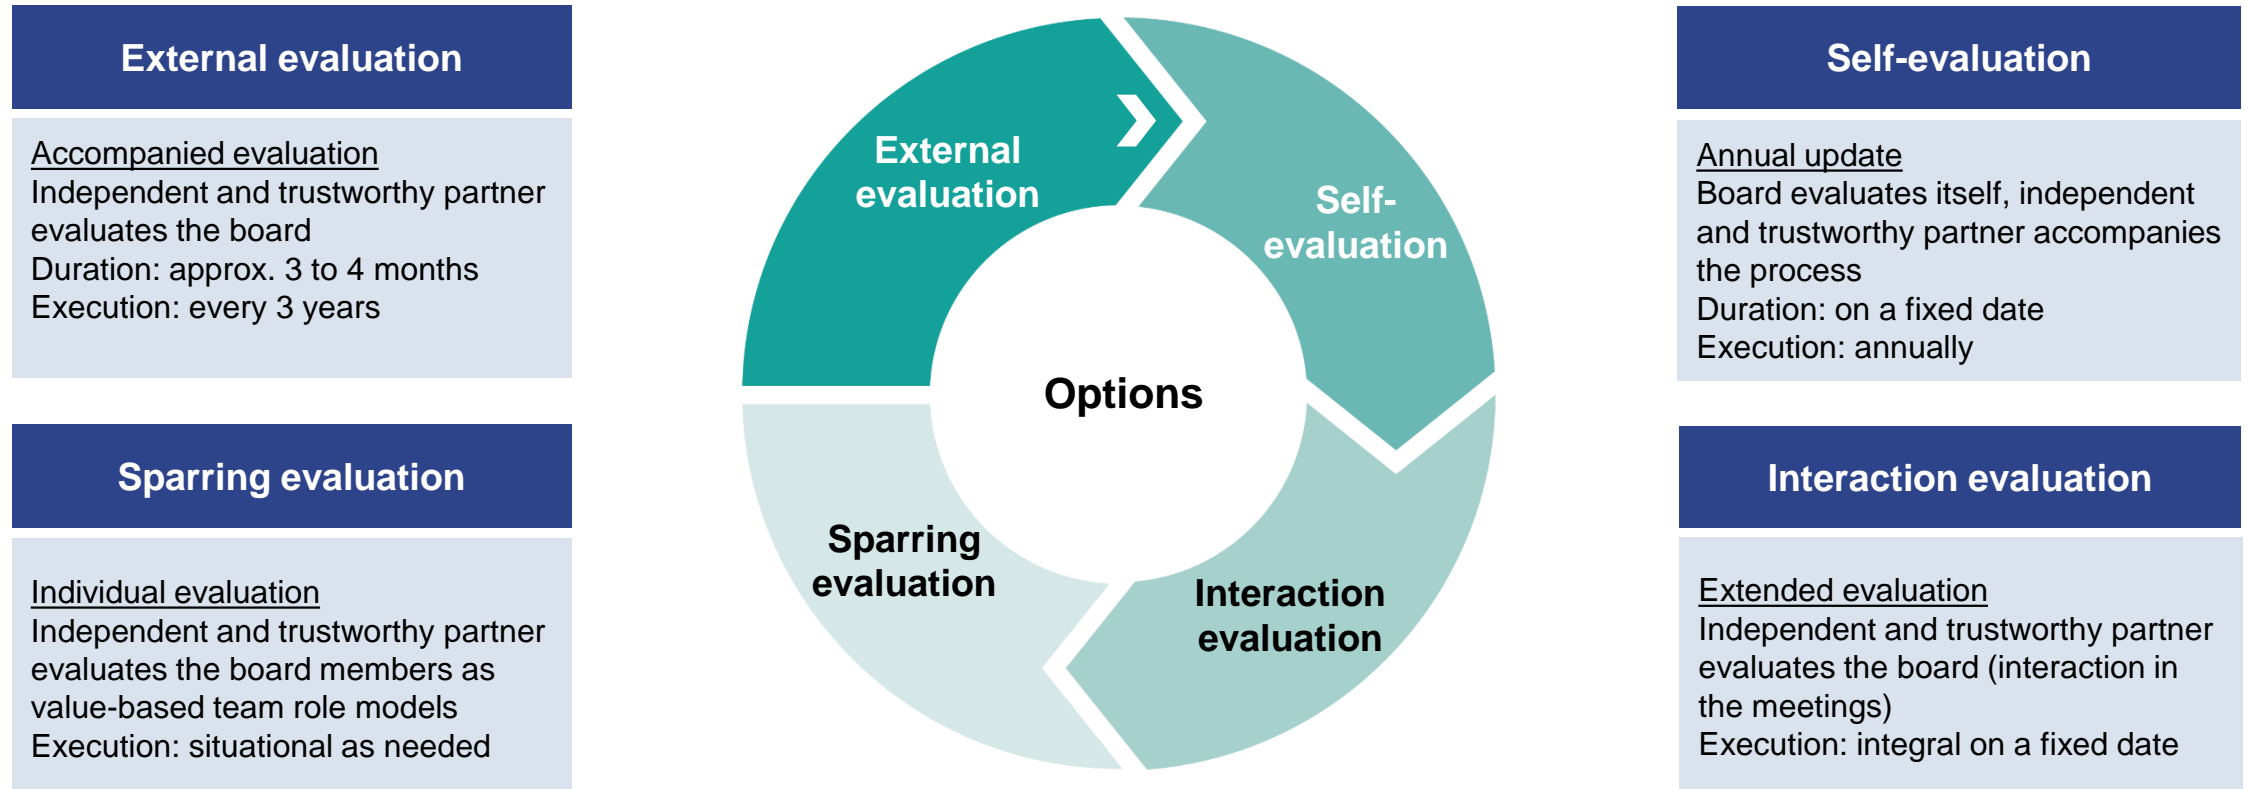 External evaluation
Accompanied evaluation
Independent and trustworthy partner
evaluates the board
Duration: approx. 3 to 4 months
Execution: every 3 years
Sparring evaluation
Individual evaluation
Independent and trustworthy partner
evaluates the board members as
value-based team role models
Execution: situational as needed
External
evaluation
Self-
evaluation
Options
Sparring
evaluation
Interaction
evaluation
Self-evaluation
Annual update
Board evaluates itself, independent
and trustworthy partner accompanies
the process
Duration: on a fixed date
Execution: annually
Interaction evaluation
Extended evaluation
Independent and trustworthy partner
evaluates the board (interaction in
the meetings)
Execution: integral on a fixed date